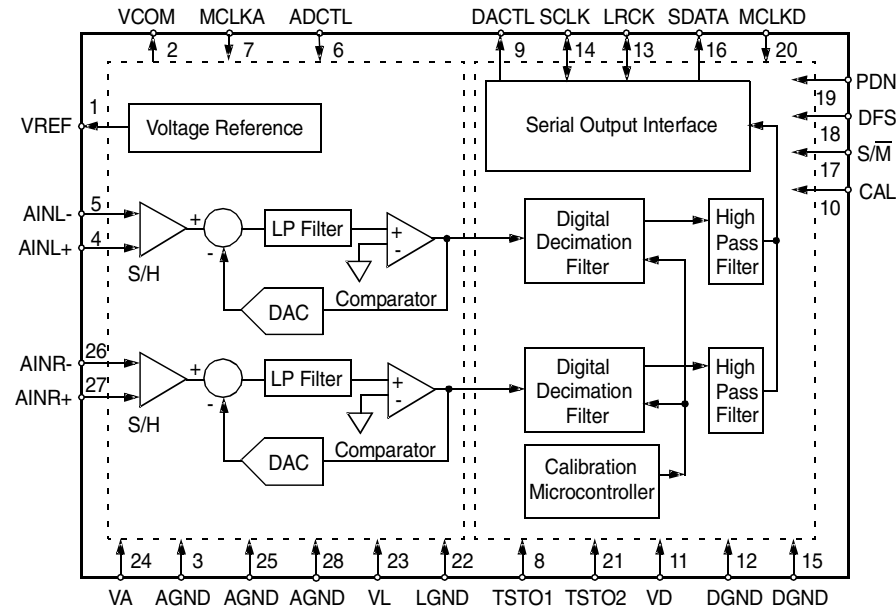 VCOM MCLKA ADCTL DACTL SCLK LRCK SDATA MCLKD
2 7 6 9 14 13 16 20
PDN
19
VREF 1 Voltage Reference
Serial Output Interface
DFS
18
S/M̅
17
CAL
10
AINL- 5
AINL+ 4
S/H
+
-
LP Filter
+
-
Comparator
DAC
Digital
Decimation
Filter
High
Pass
Filter
AINR- 26
AINR+ 27
S/H
+
-
LP Filter
+
-
Comparator
DAC
Digital
Decimation
Filter
High
Pass
Filter
Calibration
Microcontroller
24 3 25 28 23 22 8 21 11 12 15
VA AGND AGND AGND VL LGND TSTO1 TSTO2 VD DGND DGND